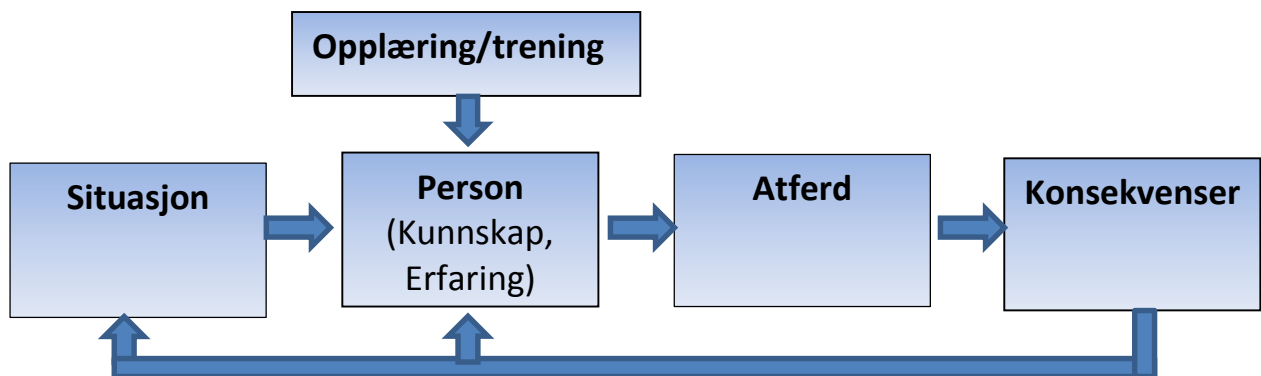 Opplæring/trening
Situasjon
Person
(Kunnskap,
Erfaring)
Atferd
Konsekvenser